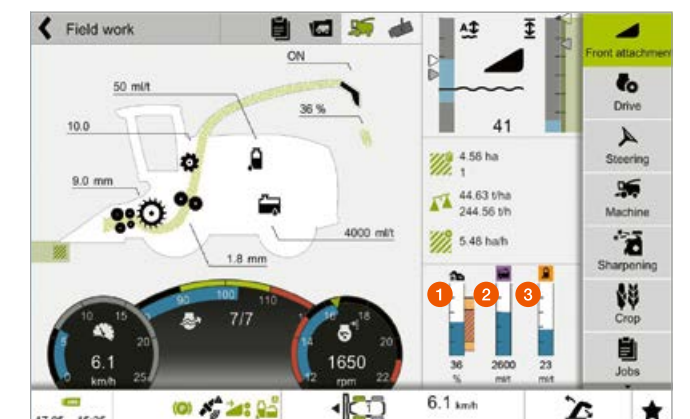 Field work
ON
50 ml/t
36 %
10.0
9.0 mm
4000 ml/t
1.8 mm
90 100 110
7/7
5 10 15 20 25
6.1
km/h
12 16 18 20 22
1650
rpm
41
4.56 ha
1
44.63 t/ha
244.56 t/h
5.48 ha/h
1 2 3
36 2600 23
% ml/t ml/t
Front attachment
Drive
Steering
Machine
Sharpening
Crop
Jobs
1
6.1 km/h